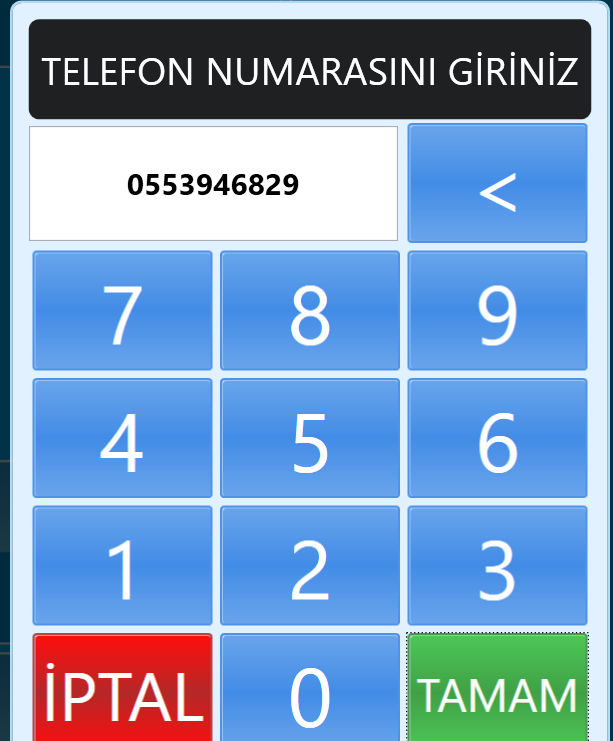 TELEFON NUMARASINI GİRİNİZ
0553946829 <
7 8 9
4 5 6
1 2 3
İPTAL 0 TAMAM